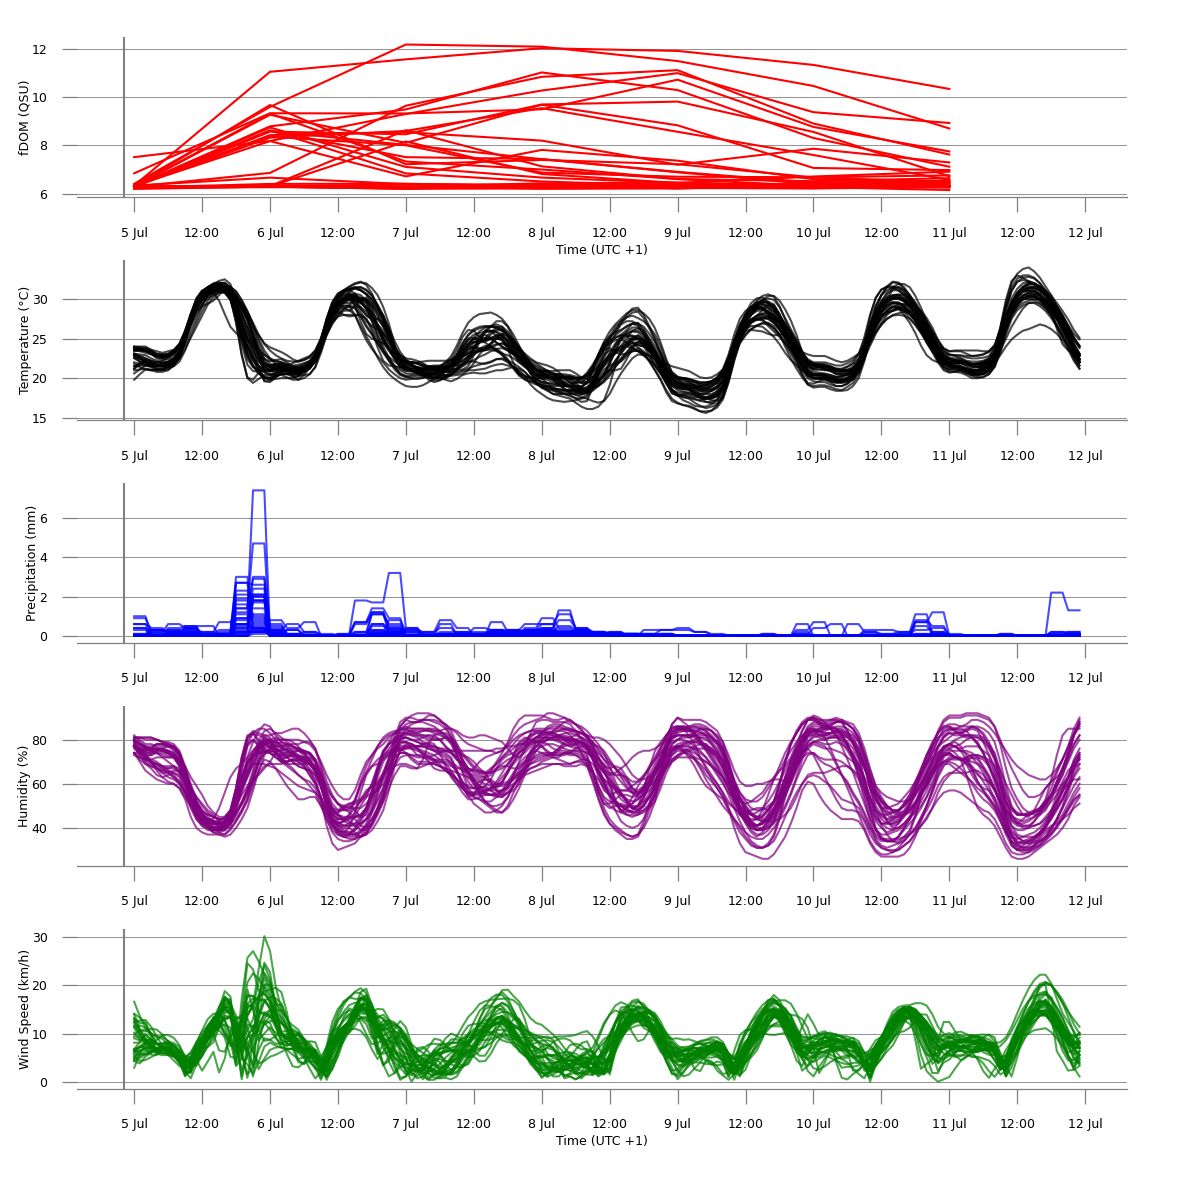 fDOM (QSU)
12
10
8
6
5 Jul 12:00 6 Jul 12:00 7 Jul 12:00 8 Jul 12:00 9 Jul 12:00 10 Jul 12:00 11 Jul 12:00 12 Jul
Time (UTC +1)
Temperature (°C)
30
25
20
15
5 Jul 12:00 6 Jul 12:00 7 Jul 12:00 8 Jul 12:00 9 Jul 12:00 10 Jul 12:00 11 Jul 12:00 12 Jul
Precipitation (mm)
6
4
2
0
5 Jul 12:00 6 Jul 12:00 7 Jul 12:00 8 Jul 12:00 9 Jul 12:00 10 Jul 12:00 11 Jul 12:00 12 Jul
Humidity (%)
80
60
40
5 Jul 12:00 6 Jul 12:00 7 Jul 12:00 8 Jul 12:00 9 Jul 12:00 10 Jul 12:00 11 Jul 12:00 12 Jul
Wind Speed (km/h)
30
20
10
0
5 Jul 12:00 6 Jul 12:00 7 Jul 12:00 8 Jul 12:00 9 Jul 12:00 10 Jul 12:00 11 Jul 12:00 12 Jul
Time (UTC +1)